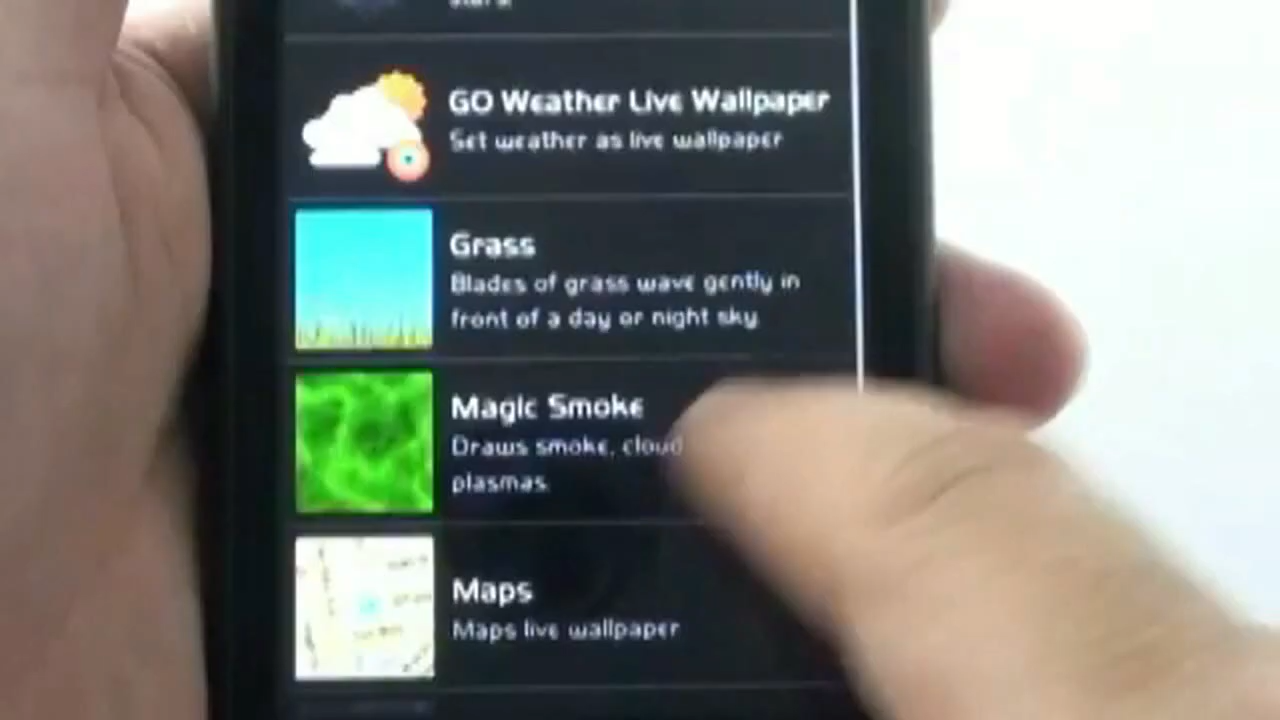 GO Weather Live Wallpaper
Set weather as live wallpaper
Grass
Blades of grass wave gently in
front of a day or night sky.
Magic Smoke
Draws smoke, cloud
plasmas.
Maps
Maps live wallpaper